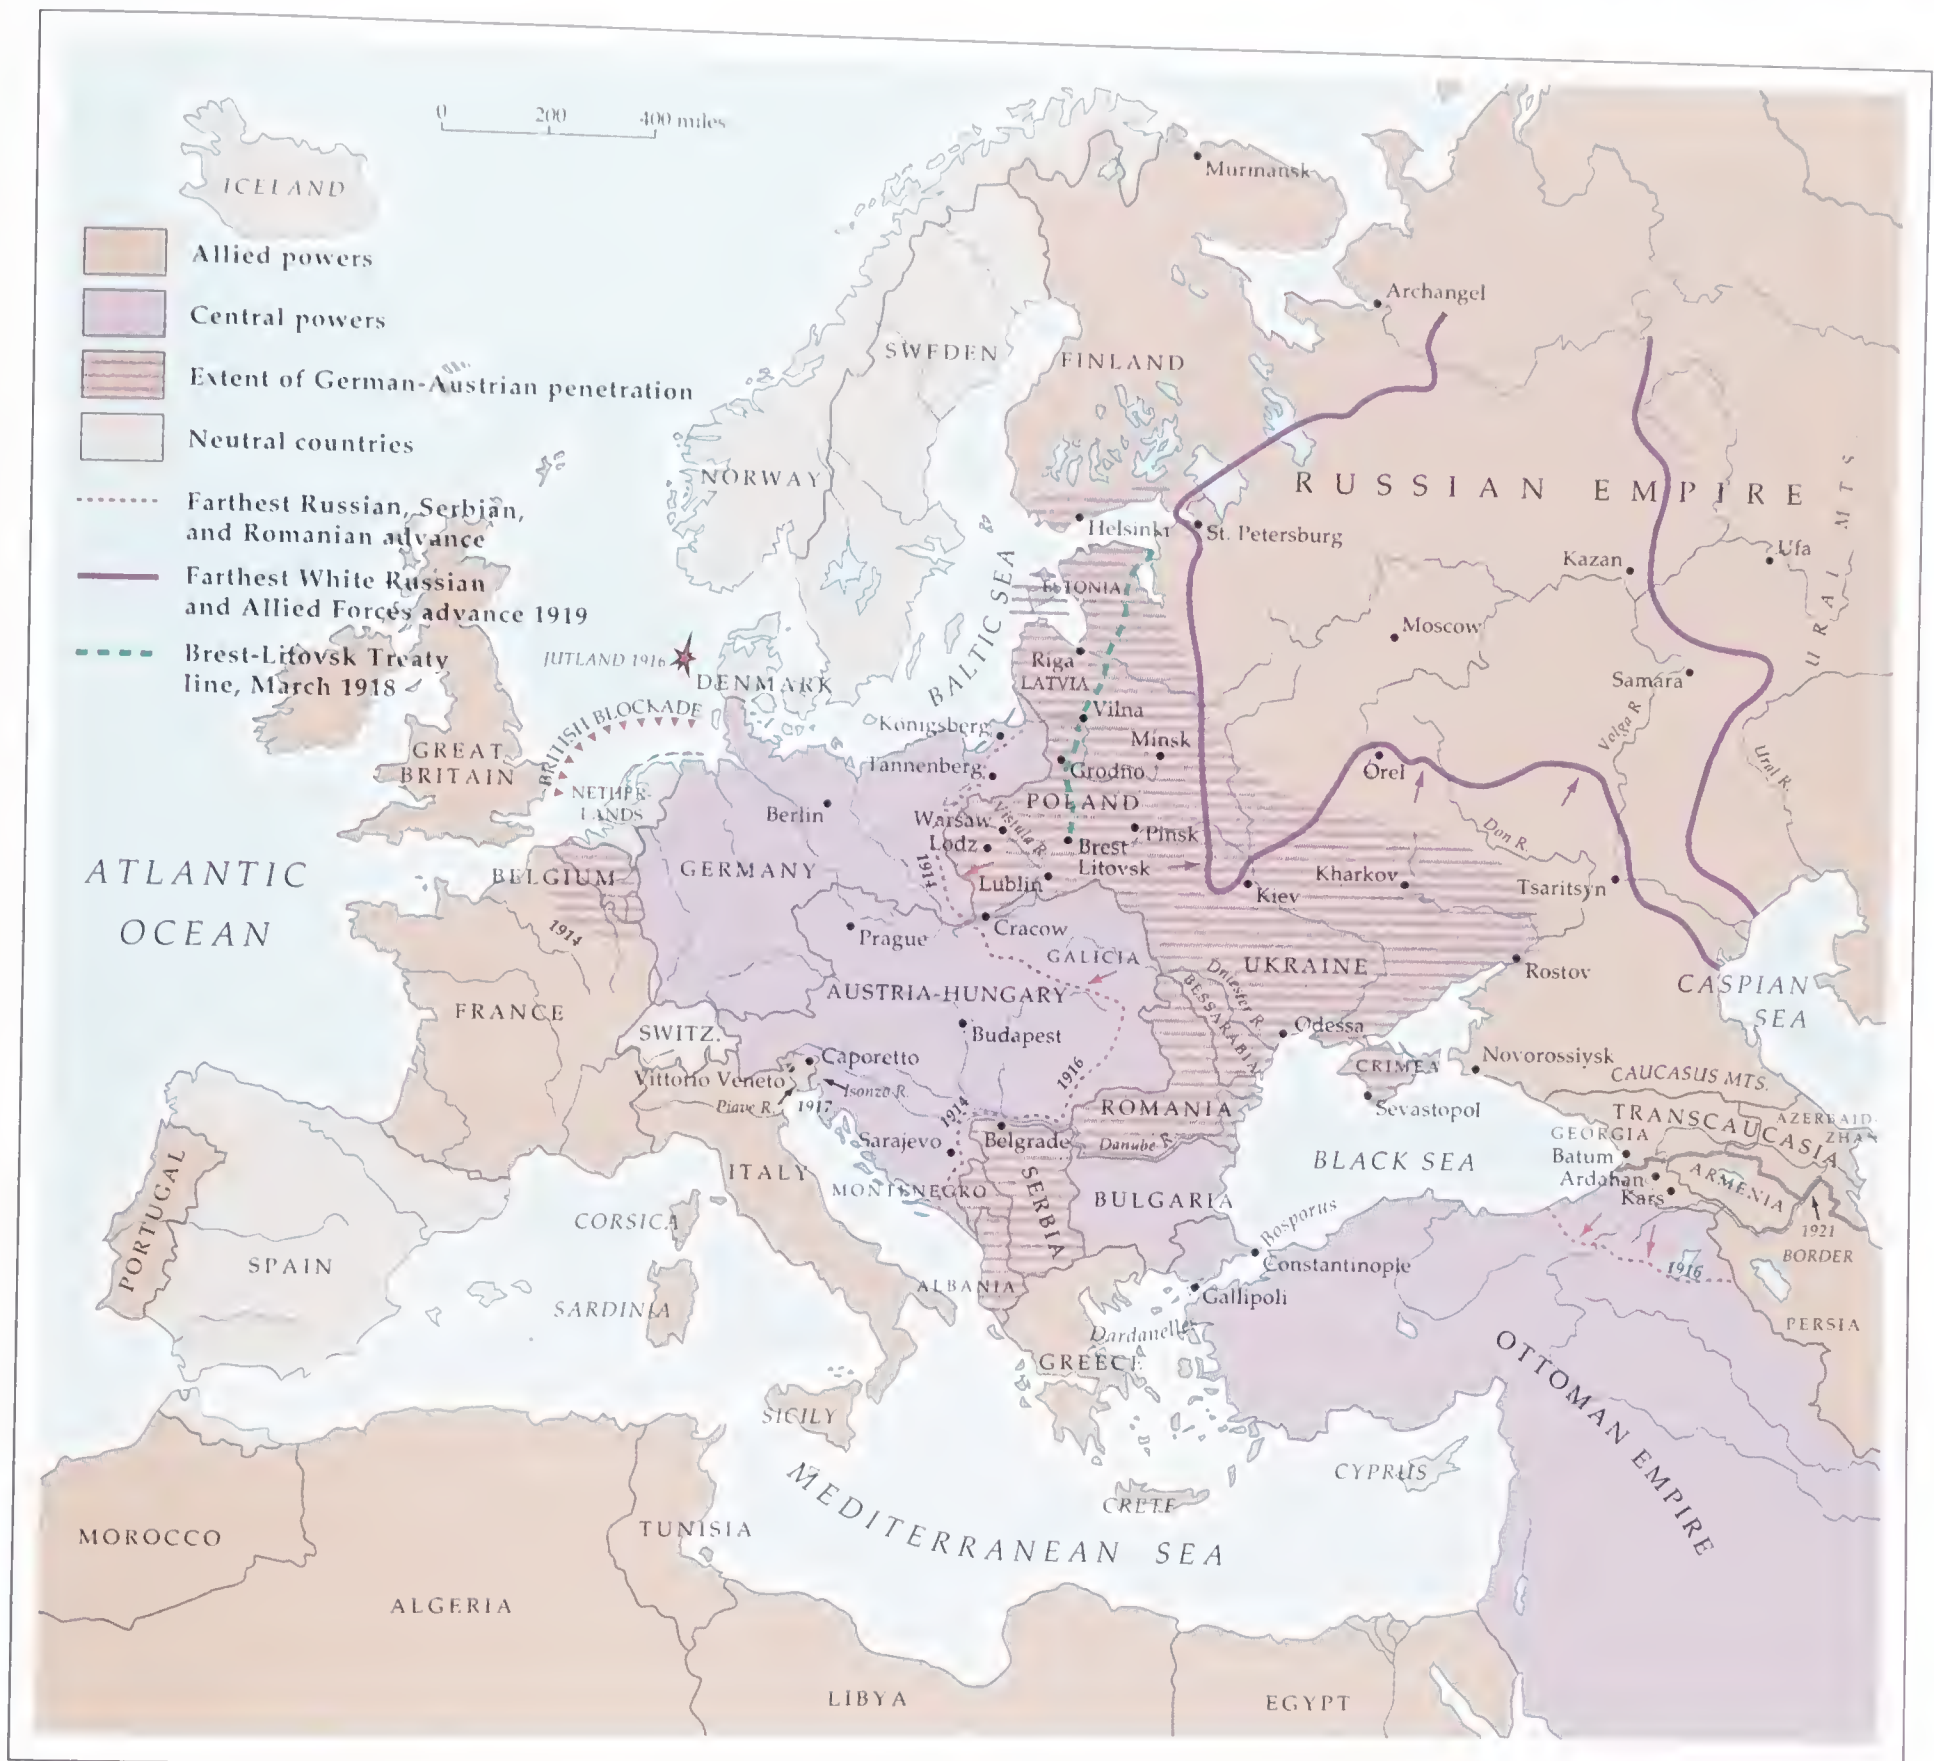 0 200 400 miles
ICELAND
Allied powers
Central powers
Extent of German-Austrian penetration
Neutral countries
Farthest Russian, Serbian,
and Romanian advance
Farthest White Russian
and Allied Forces advance 1919
Brest-Litovsk Treaty
line, March 1918
Murmansk
Archangel
SWEDEN
FINLAND
NORWAY
RUSSIAN EMPIRE
URAL MTS
Helsinki
St. Petersburg
Kazan
Ufa
ESTONIA
BALTIC SEA
Moscow
JUTLAND 1916
DENMARK
Riga
LATVIA
Samara
Volga R.
Ural R.
BRITISH BLOCKADE
Königsberg
Vilna
Minsk
GREAT
BRITAIN
Tannenberg
Grodno
Orel
NETHER-
LANDS
Berlin
POLAND
Warsaw
Vistula R.
Pinsk
Don R.
Lodz
Brest
Litovsk
ATLANTIC
OCEAN
BELGIUM
GERMANY
1914
Lublin
Kiev
Kharkov
Tsaritsyn
1914
Prague
Cracow
GALICIA
UKRAINE
Rostov
Dniester R.
BESSARABIA
CASPIAN
SEA
FRANCE
AUSTRIA-HUNGARY
SWITZ.
Budapest
Odessa
Caporetto
Vittorio Veneto
Isonzo R.
Piave R.
1917
1916
CRIMEA
Novorossiysk
CAUCASUS MTS.
1914
ROMANIA
Sevastopol
TRANSCAUCASIA
AZERBAID-
ZHAN
GEORGIA
Sarajevo
Belgrade
Danube R.
BLACK SEA
Batum
Ardahan
Kars
ARMENIA
PORTUGAL
ITALY
MONTENEGRO
SERBIA
BULGARIA
CORSICA
Bosporus
1921
BORDER
SPAIN
Constantinople
1916
ALBANIA
Gallipoli
SARDINIA
Dardanelles
PERSIA
GREECE
OTTOMAN EMPIRE
SICILY
CYPRUS
CRETE
MEDITERRANEAN SEA
MOROCCO
TUNISIA
ALGERIA
LIBYA
EGYPT